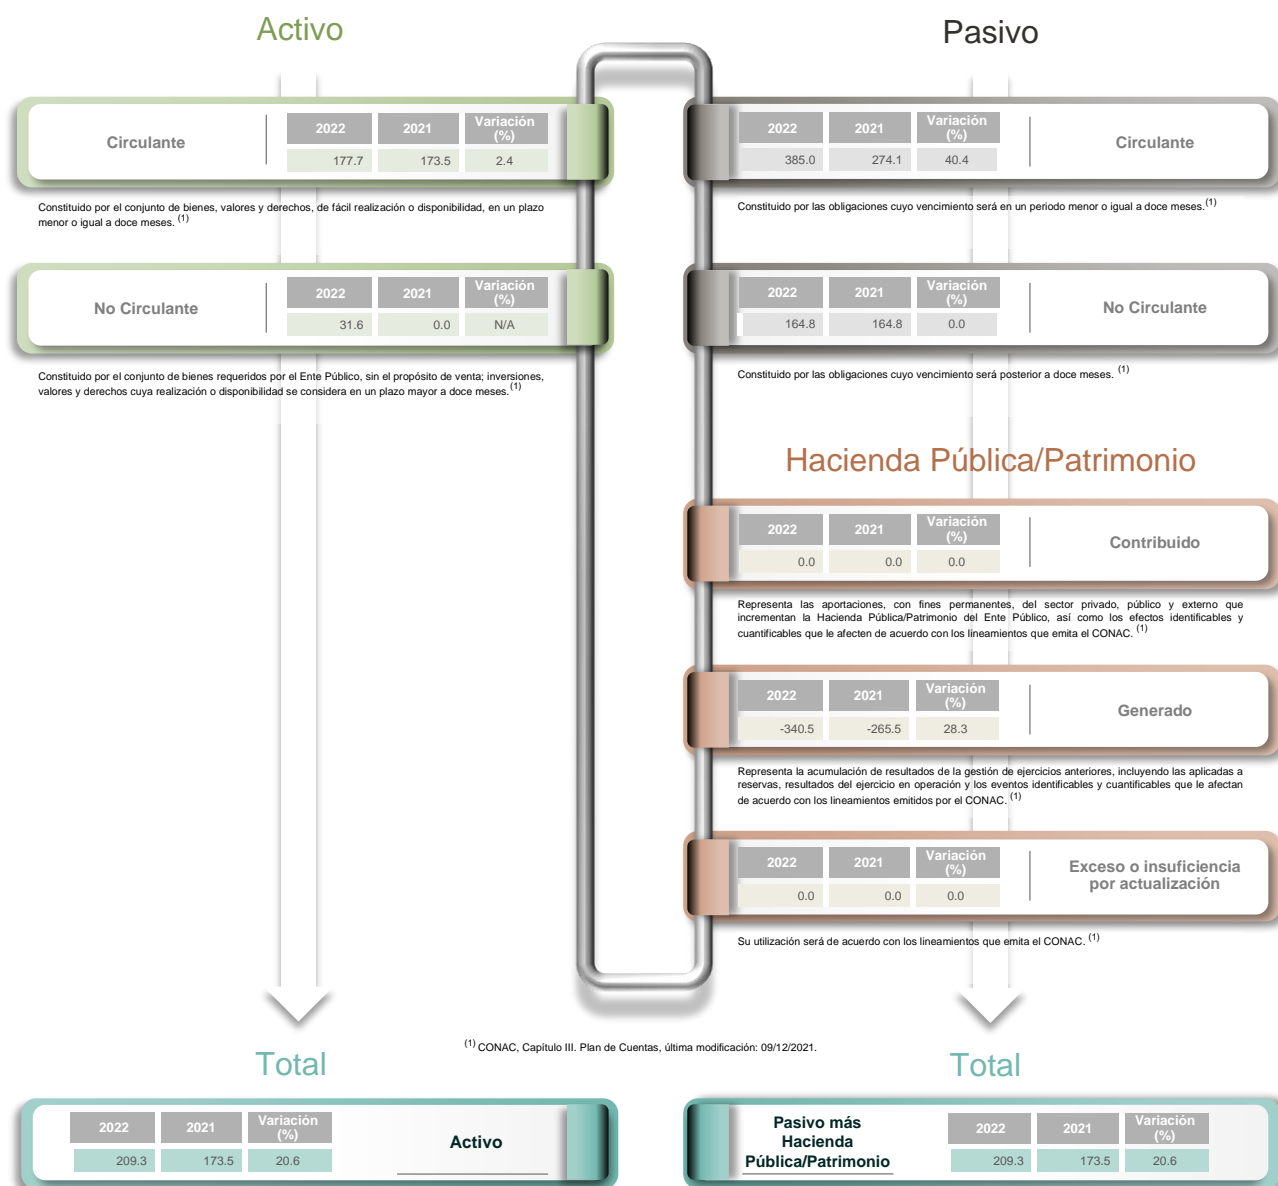 Activo
Circulante
2022 2021 Variación (%)
177.7 173.5 2.4
Constituido por el conjunto de bienes, valores y derechos, de fácil realización o disponibilidad, en un plazo
menor o igual a doce meses. (1)
No Circulante
2022 2021 Variación (%)
31.6 0.0 N/A
Constituido por el conjunto de bienes requeridos por el Ente Público, sin el propósito de venta; inversiones,
valores y derechos cuya realización o disponibilidad se considera en un plazo mayor a doce meses. (1)
Pasivo
2022 2021 Variación (%)
385.0 274.1 40.4
Circulante
Constituido por las obligaciones cuyo vencimiento será en un periodo menor o igual a doce meses. (1)
2022 2021 Variación (%)
164.8 164.8 0.0
No Circulante
Constituido por las obligaciones cuyo vencimiento será posterior a doce meses. (1)
Hacienda Pública/Patrimonio
2022 2021 Variación (%)
0.0 0.0 0.0
Contribuido
Representa las aportaciones, con fines permanentes, del sector privado, público y externo que
incrementan la Hacienda Pública/Patrimonio del Ente Público, así como los efectos identificables y
cuantificables que le afecten de acuerdo con los lineamientos que emita el CONAC. (1)
2022 2021 Variación (%)
-340.5 -265.5 28.3
Generado
Representa la acumulación de resultados de la gestión de ejercicios anteriores, incluyendo las aplicadas a
reservas, resultados del ejercicio en operación y los eventos identificables y cuantificables que le afectan
de acuerdo con los lineamientos emitidos por el CONAC. (1)
2022 2021 Variación (%)
0.0 0.0 0.0
Exceso o insuficiencia
por actualización
Su utilización será de acuerdo con los lineamientos que emita el CONAC. (1)
(1) CONAC, Capítulo III. Plan de Cuentas, última modificación: 09/12/2021.
Total
2022 2021 Variación (%)
209.3 173.5 20.6
Activo
Total
Pasivo más
Hacienda
Pública/Patrimonio
2022 2021 Variación (%)
209.3 173.5 20.6